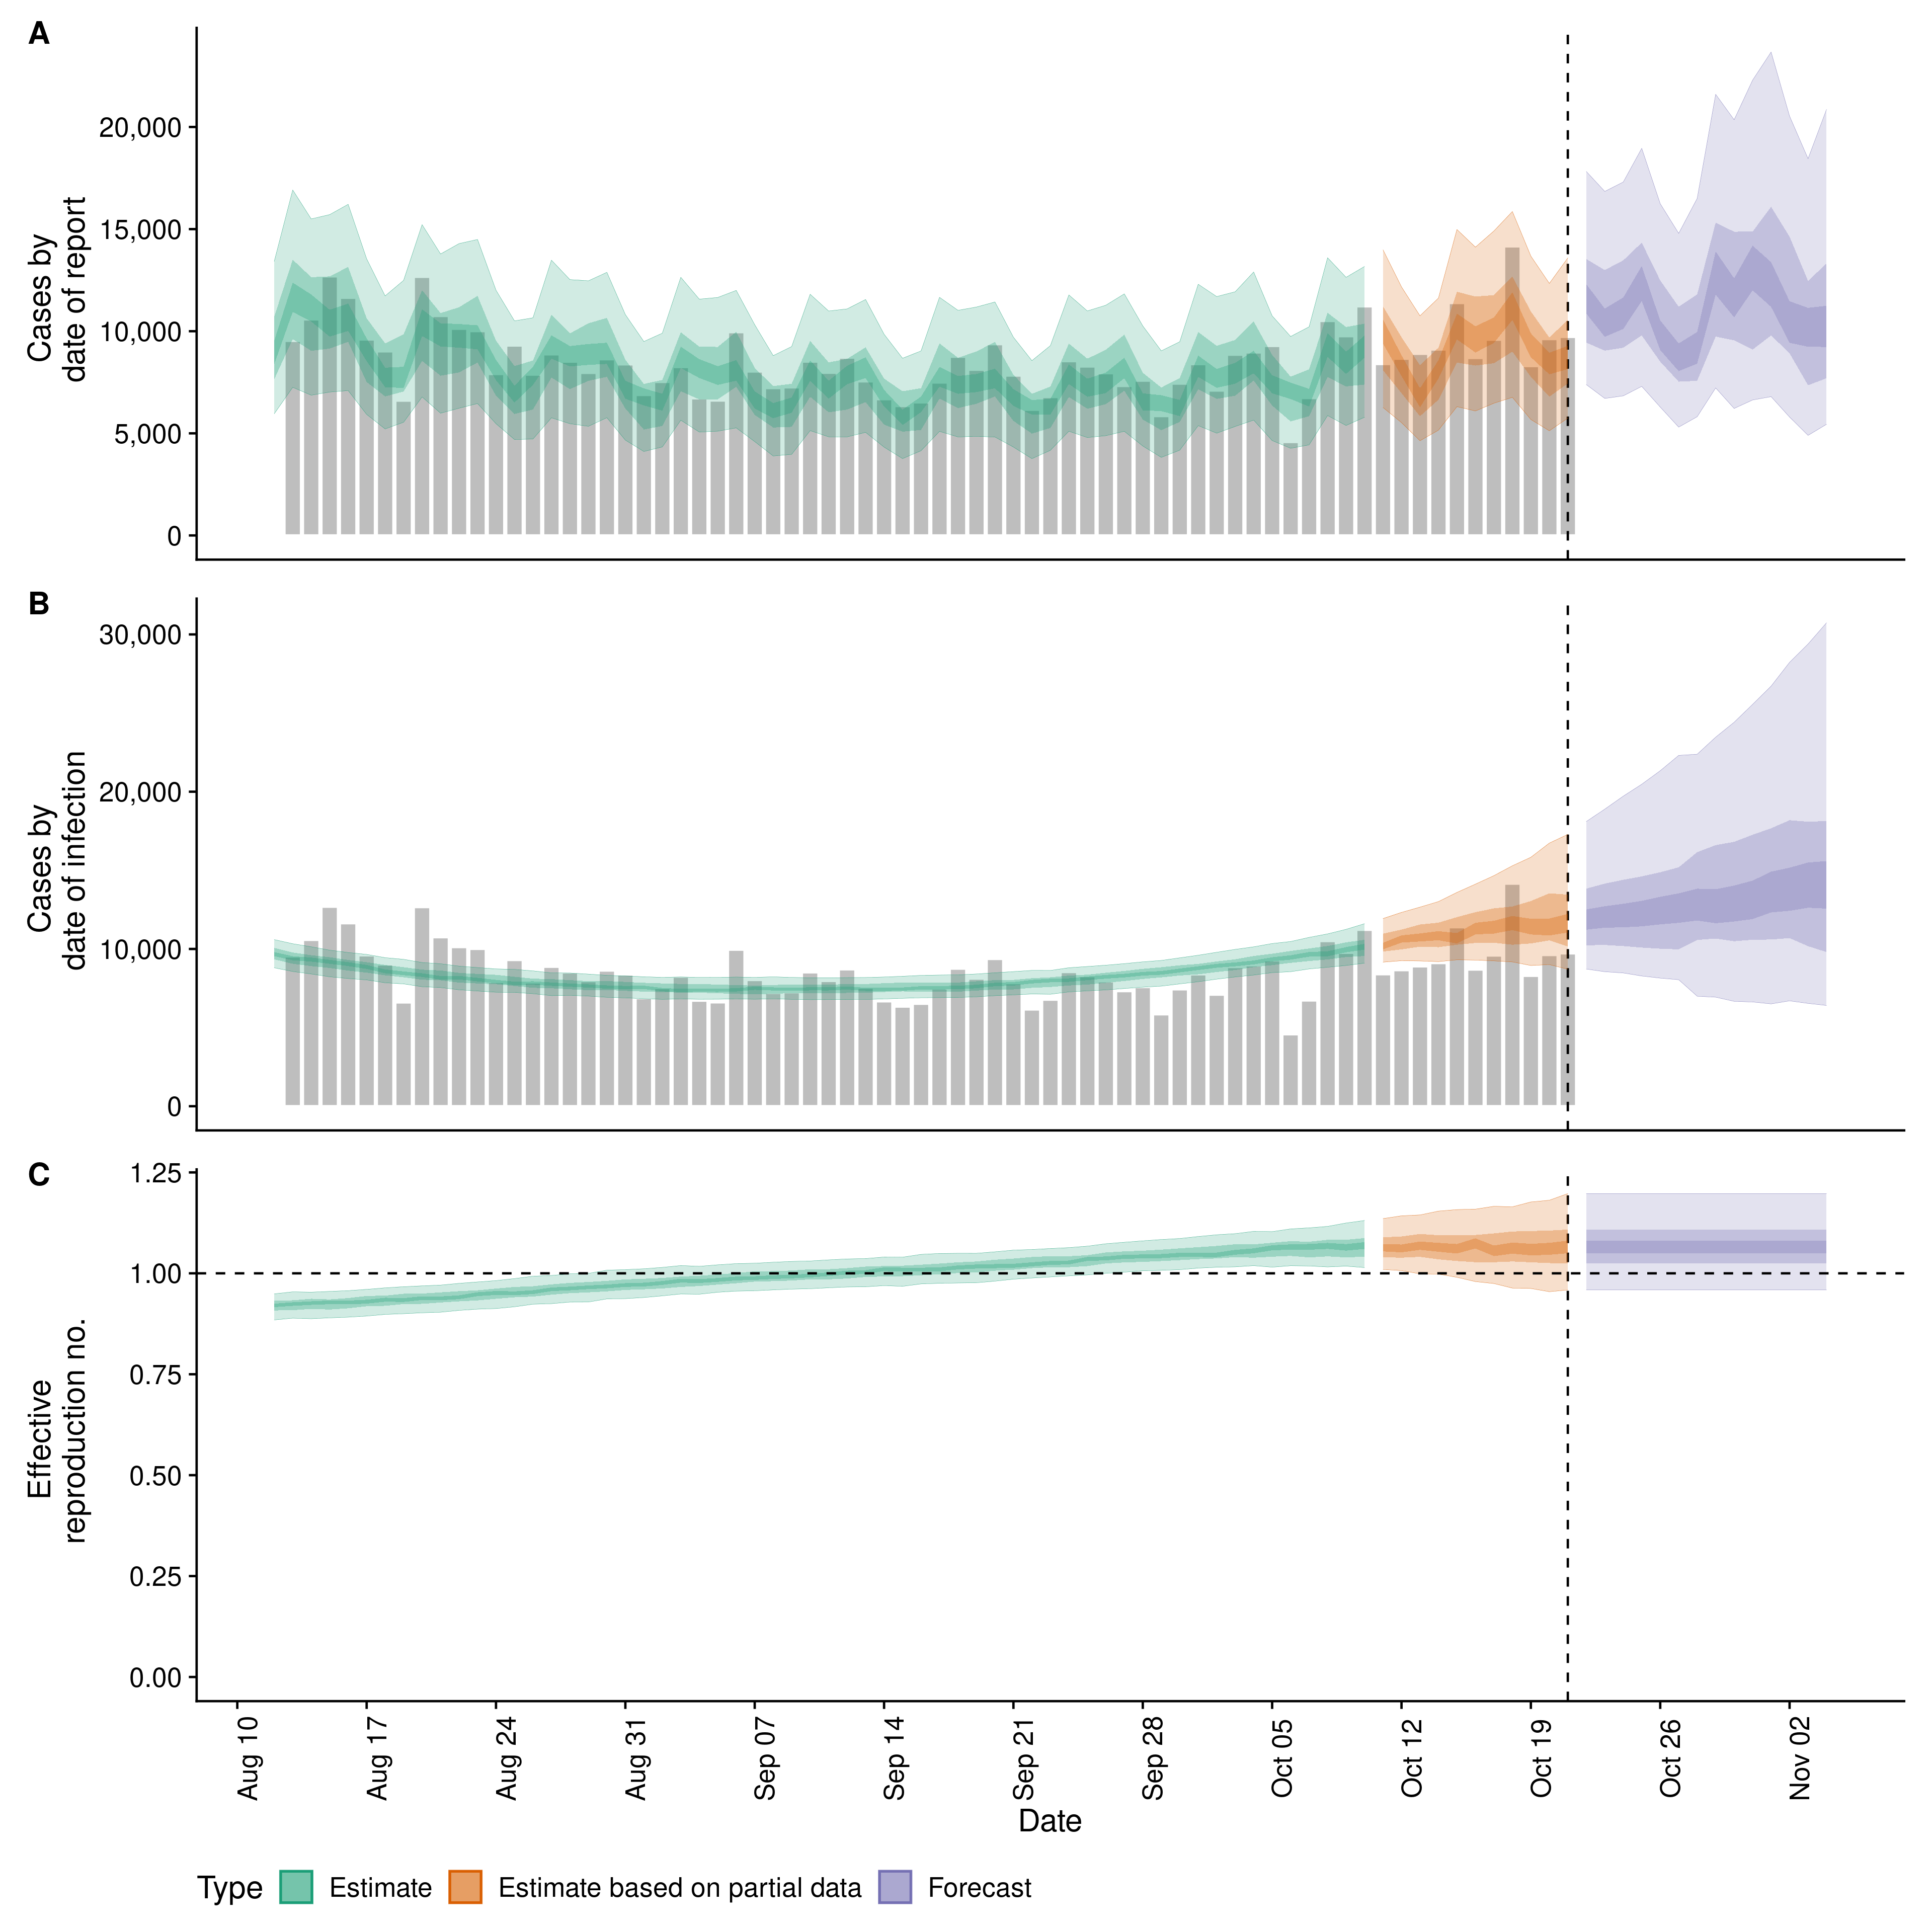 A
20,000
15,000
10,000
5,000
0
Cases by
date of report
B
30,000
20,000
10,000
0
Cases by
date of infection
C
1.25
1.00
0.75
0.50
0.25
0.00
Effective
reproduction no.
Aug 10
Aug 17
Aug 24
Aug 31
Sep 07
Sep 14
Sep 21
Sep 28
Oct 05
Oct 12
Oct 19
Oct 26
Nov 02
Date
Type Estimate Estimate based on partial data Forecast